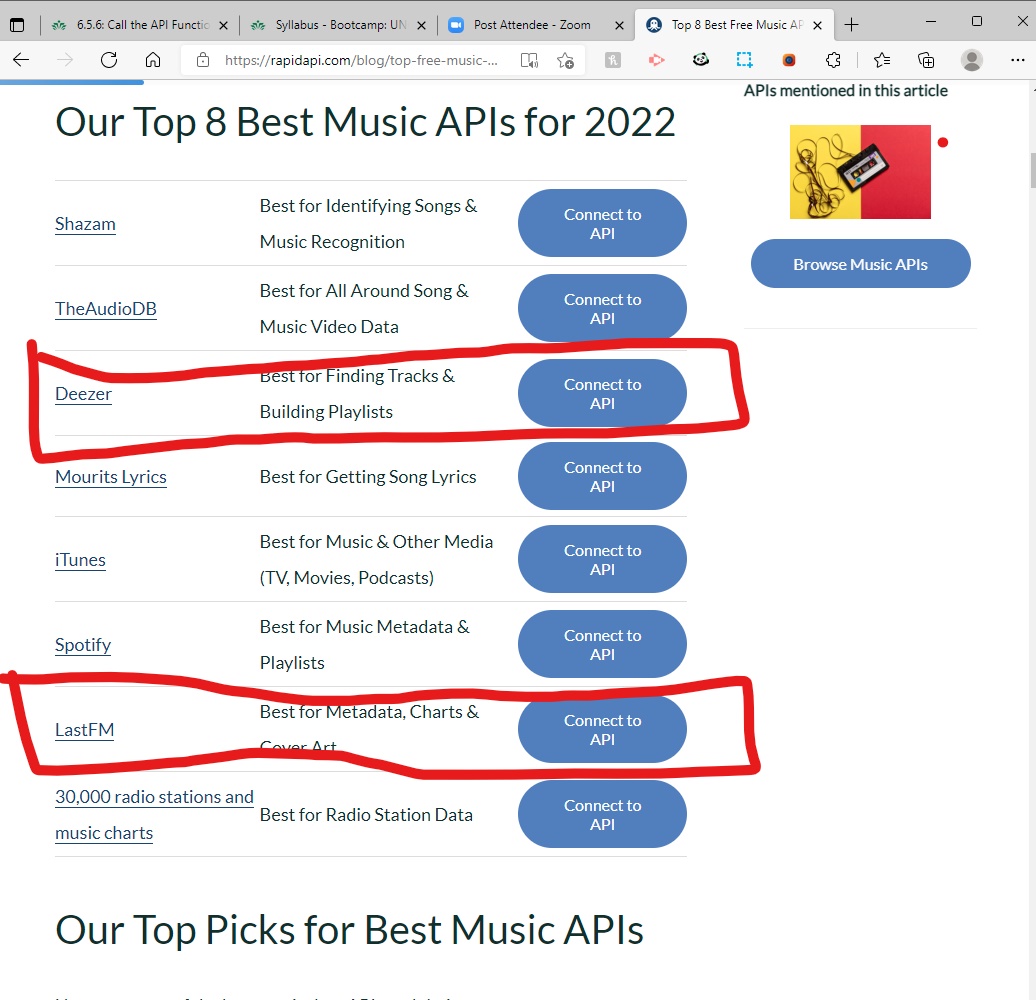 6.5.6: Call the API Functio
Syllabus - Bootcamp: UN
Post Attendee - Zoom
Top 8 Best Free Music AP
https://rapidapi.com/blog/top-free-music-...
Our Top 8 Best Music APIs for 2022
APIs mentioned in this article
Browse Music APIs
Shazam
Best for Identifying Songs &
Music Recognition
Connect to
API
TheAudioDB
Best for All Around Song &
Music Video Data
Connect to
API
Deezer
Best for Finding Tracks &
Building Playlists
Connect to
API
Mourits Lyrics
Best for Getting Song Lyrics
Connect to
API
iTunes
Best for Music & Other Media
(TV, Movies, Podcasts)
Connect to
API
Spotify
Best for Music Metadata &
Playlists
Connect to
API
LastFM
Best for Metadata, Charts &
Cover Art
Connect to
API
30,000 radio stations and
music charts
Best for Radio Station Data
Connect to
API
Our Top Picks for Best Music APIs